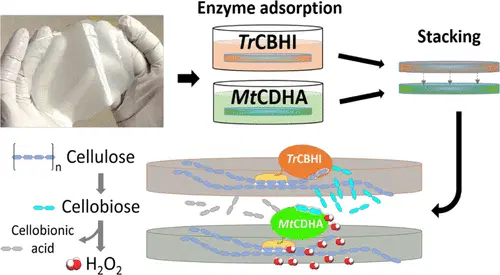 Enzyme adsorption
TrCBHI
MtCDHA
Stacking
[ ]n Cellulose
Cellobiose
Cellobionic
acid
H₂O₂
TrCBHI
MtCDHA